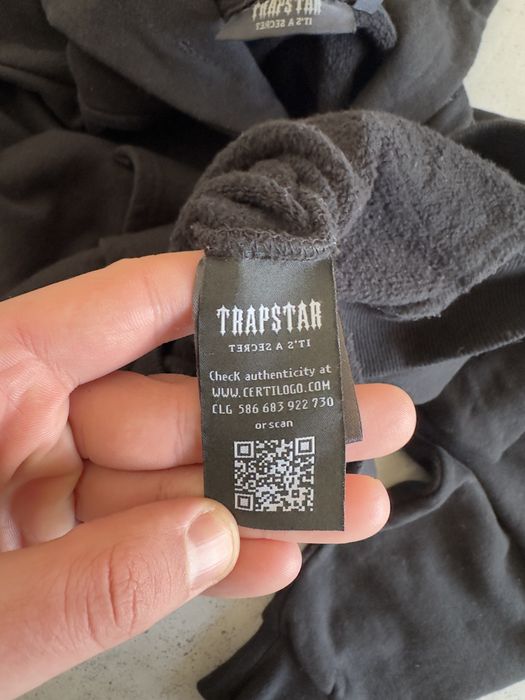 TRAPSTAR
IT'S A SECRET
TRAPSTAR
IT'S A SECRET
Check authenticity at
WWW.CERTILOGO.COM
CLG 586 683 922 730
or scan